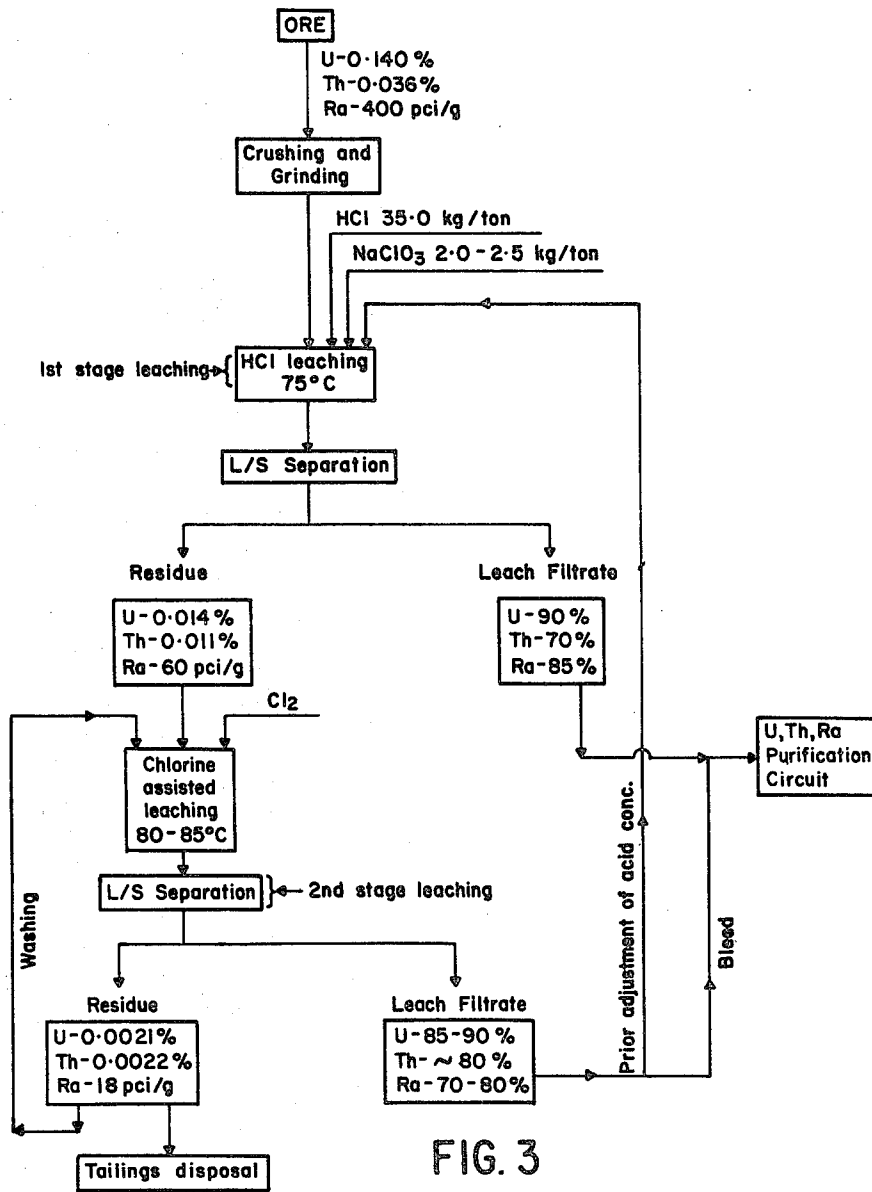 ORE
U-0·140%
Th-0·036%
Ra-400 pci/g
Crushing and
Grinding
HCl 35·0 kg/ton
NaClO₃ 2·0-2·5 kg/ton
1st stage leaching
HCl leaching
75°C
L/S Separation
Residue
U-0·014%
Th-0·011%
Ra-60 pci/g
Leach Filtrate
U-90%
Th-70%
Ra-85%
Cl₂
Chlorine
assisted
leaching
80-85°C
U,Th,Ra
Purification
Circuit
L/S Separation
2nd stage leaching
Washing
Prior adjustment of acid conc.
Bleed
Residue
U-0·0021%
Th-0·0022%
Ra-18 pci/g
Leach Filtrate
U-85-90%
Th-~80%
Ra-70-80%
Tailings disposal
FIG. 3